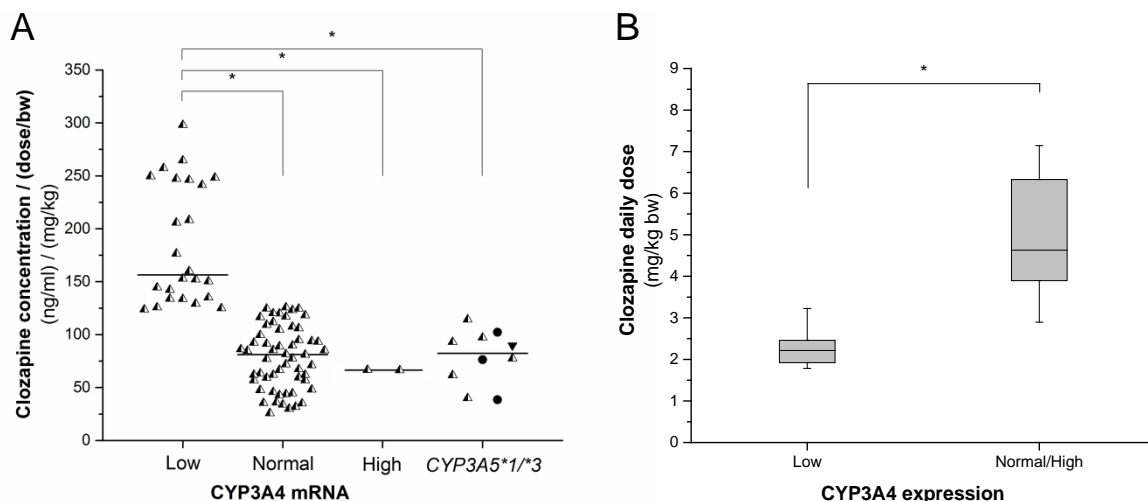 A
*
*
*
350
300
250
200
150
100
50
0
Clozapine concentration / (dose/bw)
(ng/ml) / (mg/kg)
Low Normal High CYP3A5*1/*3
CYP3A4 mRNA
B
*
9
8
7
6
5
4
3
2
1
0
Clozapine daily dose
(mg/kg bw)
Low Normal/High
CYP3A4 expression